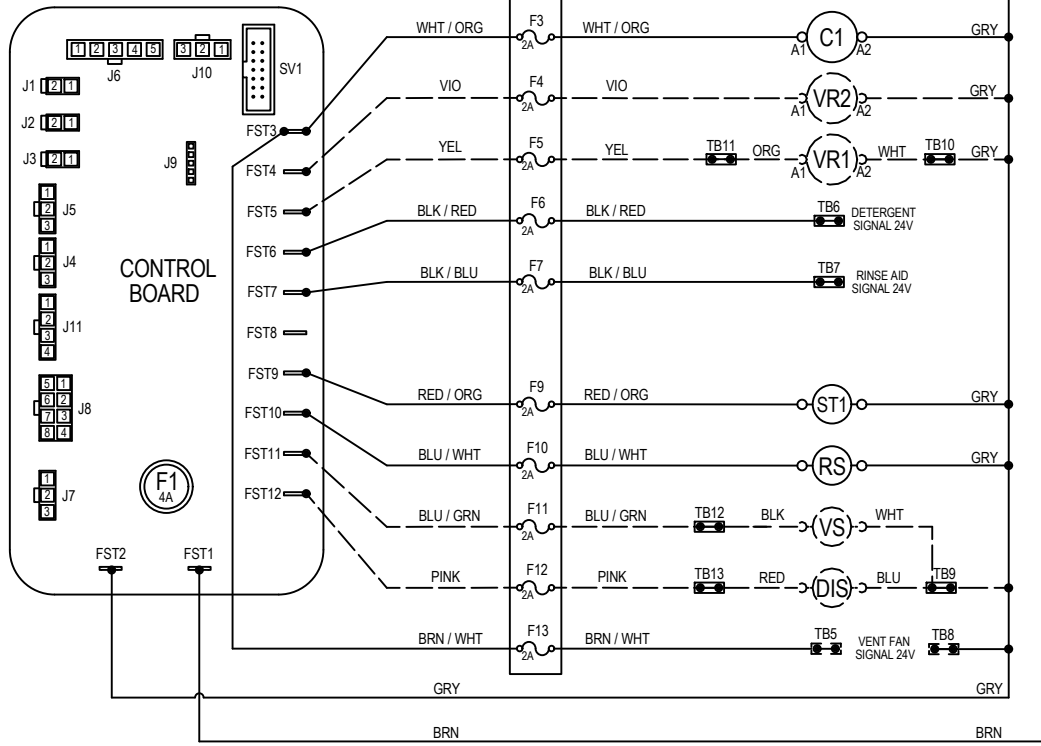 1 2 3 4 5
J6
3 2 1
J10
SV1
J1 2 1
J2 2 1
J3 2 1
J9
1
2
3
J5
1
2
3
J4
1
2
3
4
J11
5 1
6 2
7 3
8 4
J8
1
2
3
J7
CONTROL
BOARD
F1
4A
FST3
FST4
FST5
FST6
FST7
FST8
FST9
FST10
FST11
FST12
FST2
FST1
WHT / ORG F3 2A WHT / ORG A1 C1 A2 GRY
VIO F4 2A VIO A1 VR2 A2 GRY
YEL F5 2A YEL TB11 ORG A1 VR1 A2 WHT TB10 GRY
BLK / RED F6 2A BLK / RED TB6 DETERGENT
SIGNAL 24V
BLK / BLU F7 2A BLK / BLU TB7 RINSE AID
SIGNAL 24V
RED / ORG F9 2A RED / ORG ST1 GRY
BLU / WHT F10 2A BLU / WHT RS GRY
BLU / GRN F11 2A BLU / GRN TB12 BLK VS WHT
PINK F12 2A PINK TB13 RED DIS BLU TB9
BRN / WHT F13 2A BRN / WHT TB5 VENT FAN
SIGNAL 24V TB8
GRY GRY
BRN BRN